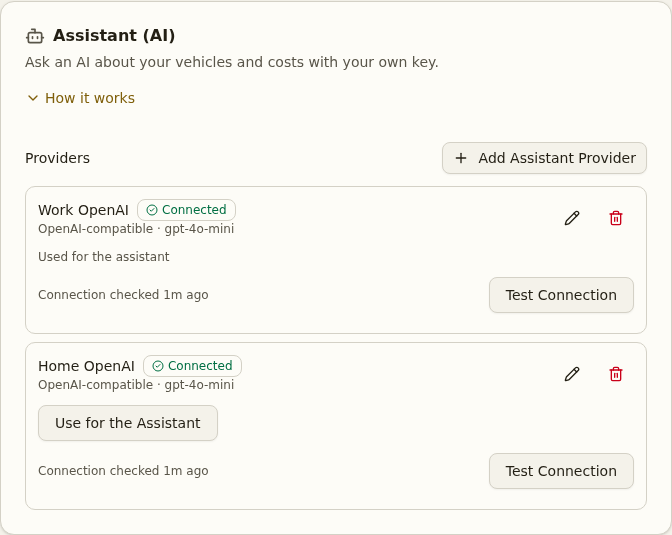 Assistant (AI)
Ask an AI about your vehicles and costs with your own key.
How it works
Providers
Add Assistant Provider
Work OpenAI
Connected
OpenAI-compatible · gpt-4o-mini
Used for the assistant
Connection checked 1m ago
Test Connection
Home OpenAI
Connected
OpenAI-compatible · gpt-4o-mini
Use for the Assistant
Connection checked 1m ago
Test Connection